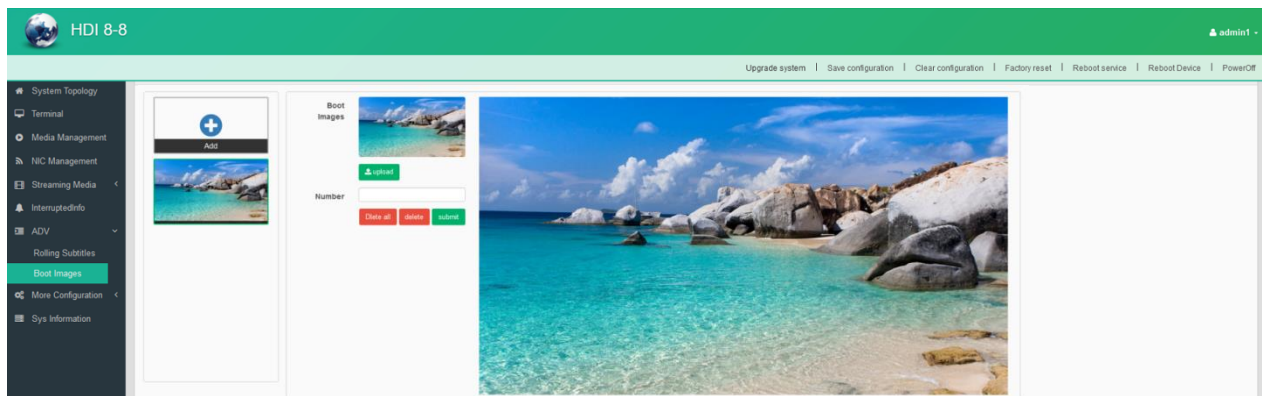 HDI 8-8
admin1
Upgrade system | Save configuration | Clear configuration | Factory reset | Reboot service | Reboot Device | PowerOff
System Topology
Terminal
Media Management
NIC Management
Streaming Media
InterruptedInfo
ADV
Rolling Subtitles
Boot Images
More Configuration
Sys Information
Add
Boot
Images
upload
Number
Dlete all delete submit